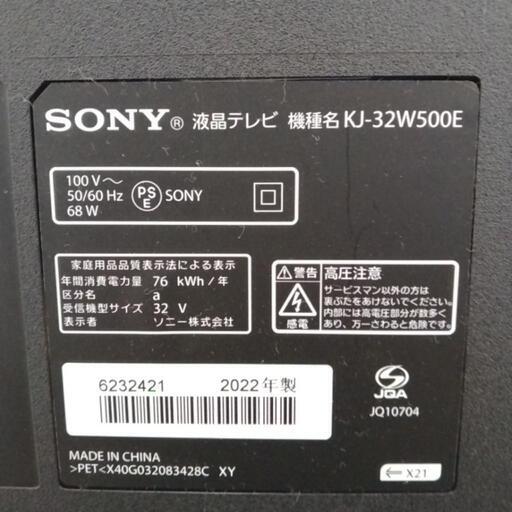 SONY® 液晶テレビ 機種名 KJ-32W500E
100 V～
50/60 Hz
68 W
PS
E
SONY
家庭用品品質表示法による表示
年間消費電力量 76 kWh/年
区分名 a
受信機型サイズ 32 V
表示者 ソニー株式会社
警告 高圧注意
感電
サービスマン以外の方は
裏ぶたをあけないでください。
内部には高電圧部分が数多く
あり、万一さわると危険です。
6232421 2022年製
JQA
JQ10704
MADE IN CHINA
>PET<X40G032083428C XY
X21